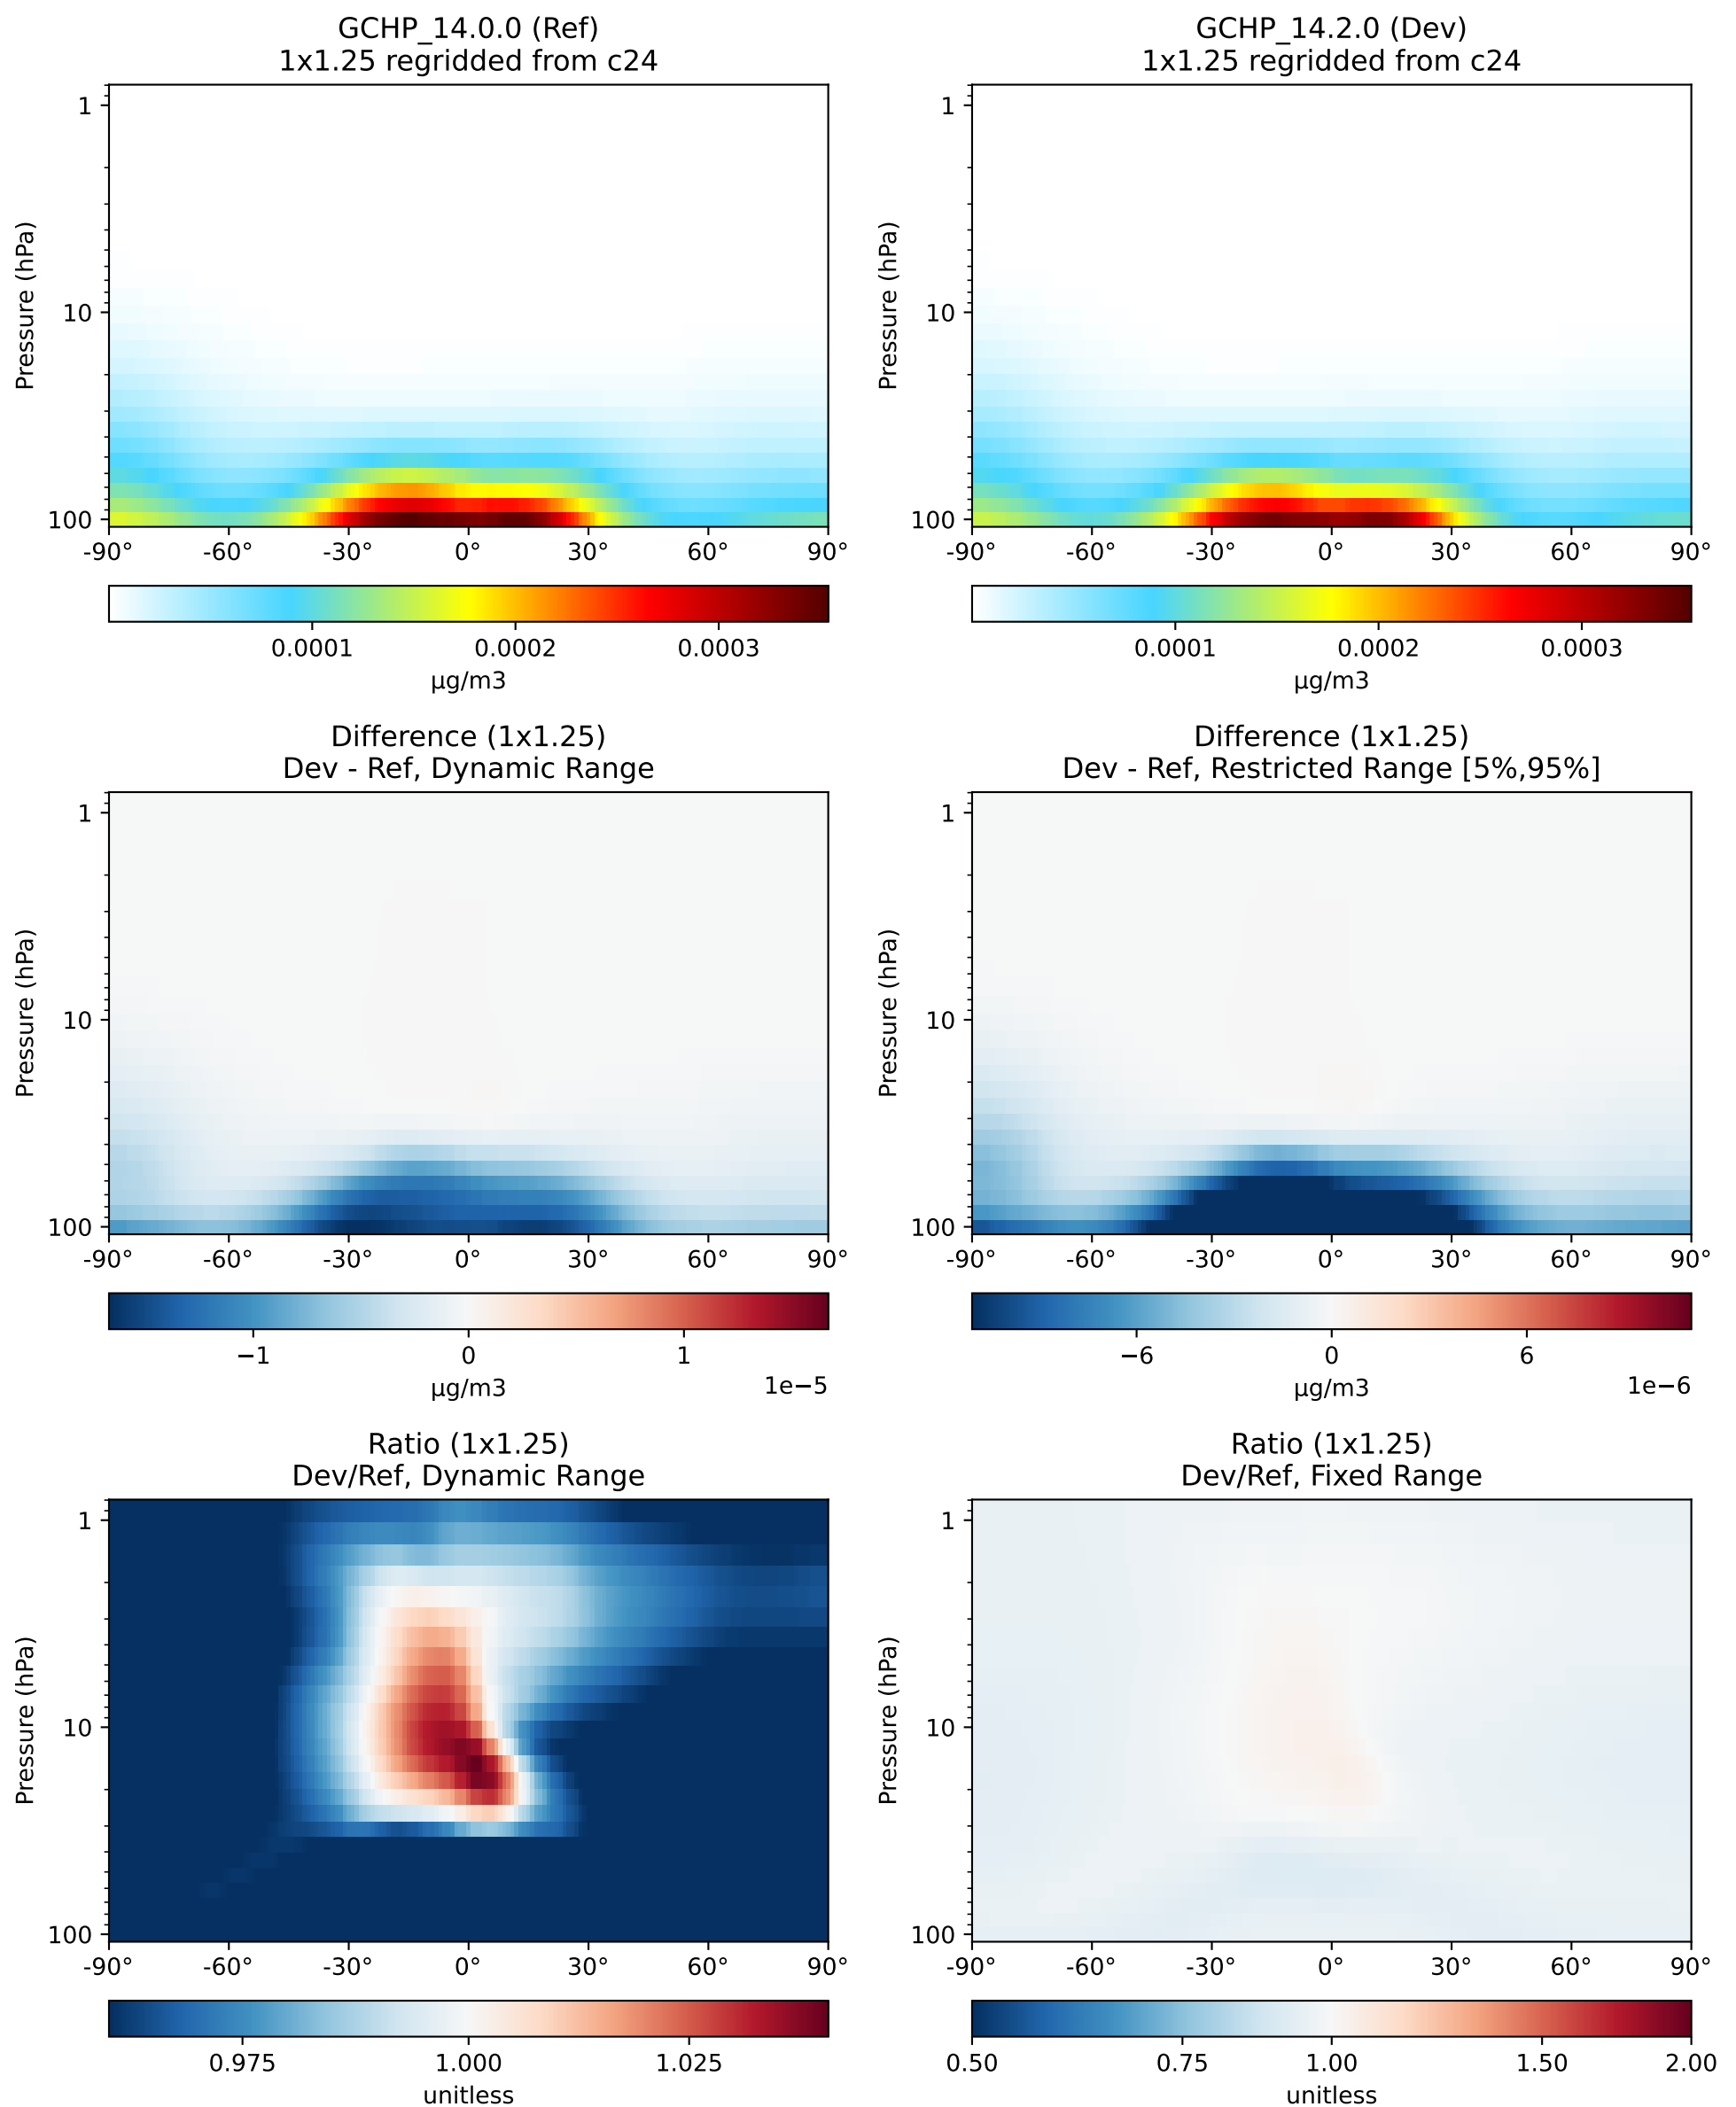 GCHP_14.0.0 (Ref)
1x1.25 regridded from c24
Pressure (hPa)
1
10
100
-90° -60° -30° 0° 30° 60° 90°
0.0001 0.0002 0.0003
µg/m3
GCHP_14.2.0 (Dev)
1x1.25 regridded from c24
Pressure (hPa)
1
10
100
-90° -60° -30° 0° 30° 60° 90°
0.0001 0.0002 0.0003
µg/m3
Difference (1x1.25)
Dev - Ref, Dynamic Range
Pressure (hPa)
1
10
100
-90° -60° -30° 0° 30° 60° 90°
−1 0 1
µg/m3 1e−5
Difference (1x1.25)
Dev - Ref, Restricted Range [5%,95%]
Pressure (hPa)
1
10
100
-90° -60° -30° 0° 30° 60° 90°
−6 0 6
µg/m3 1e−6
Ratio (1x1.25)
Dev/Ref, Dynamic Range
Pressure (hPa)
1
10
100
-90° -60° -30° 0° 30° 60° 90°
0.975 1.000 1.025
unitless
Ratio (1x1.25)
Dev/Ref, Fixed Range
Pressure (hPa)
1
10
100
-90° -60° -30° 0° 30° 60° 90°
0.50 0.75 1.00 1.50 2.00
unitless